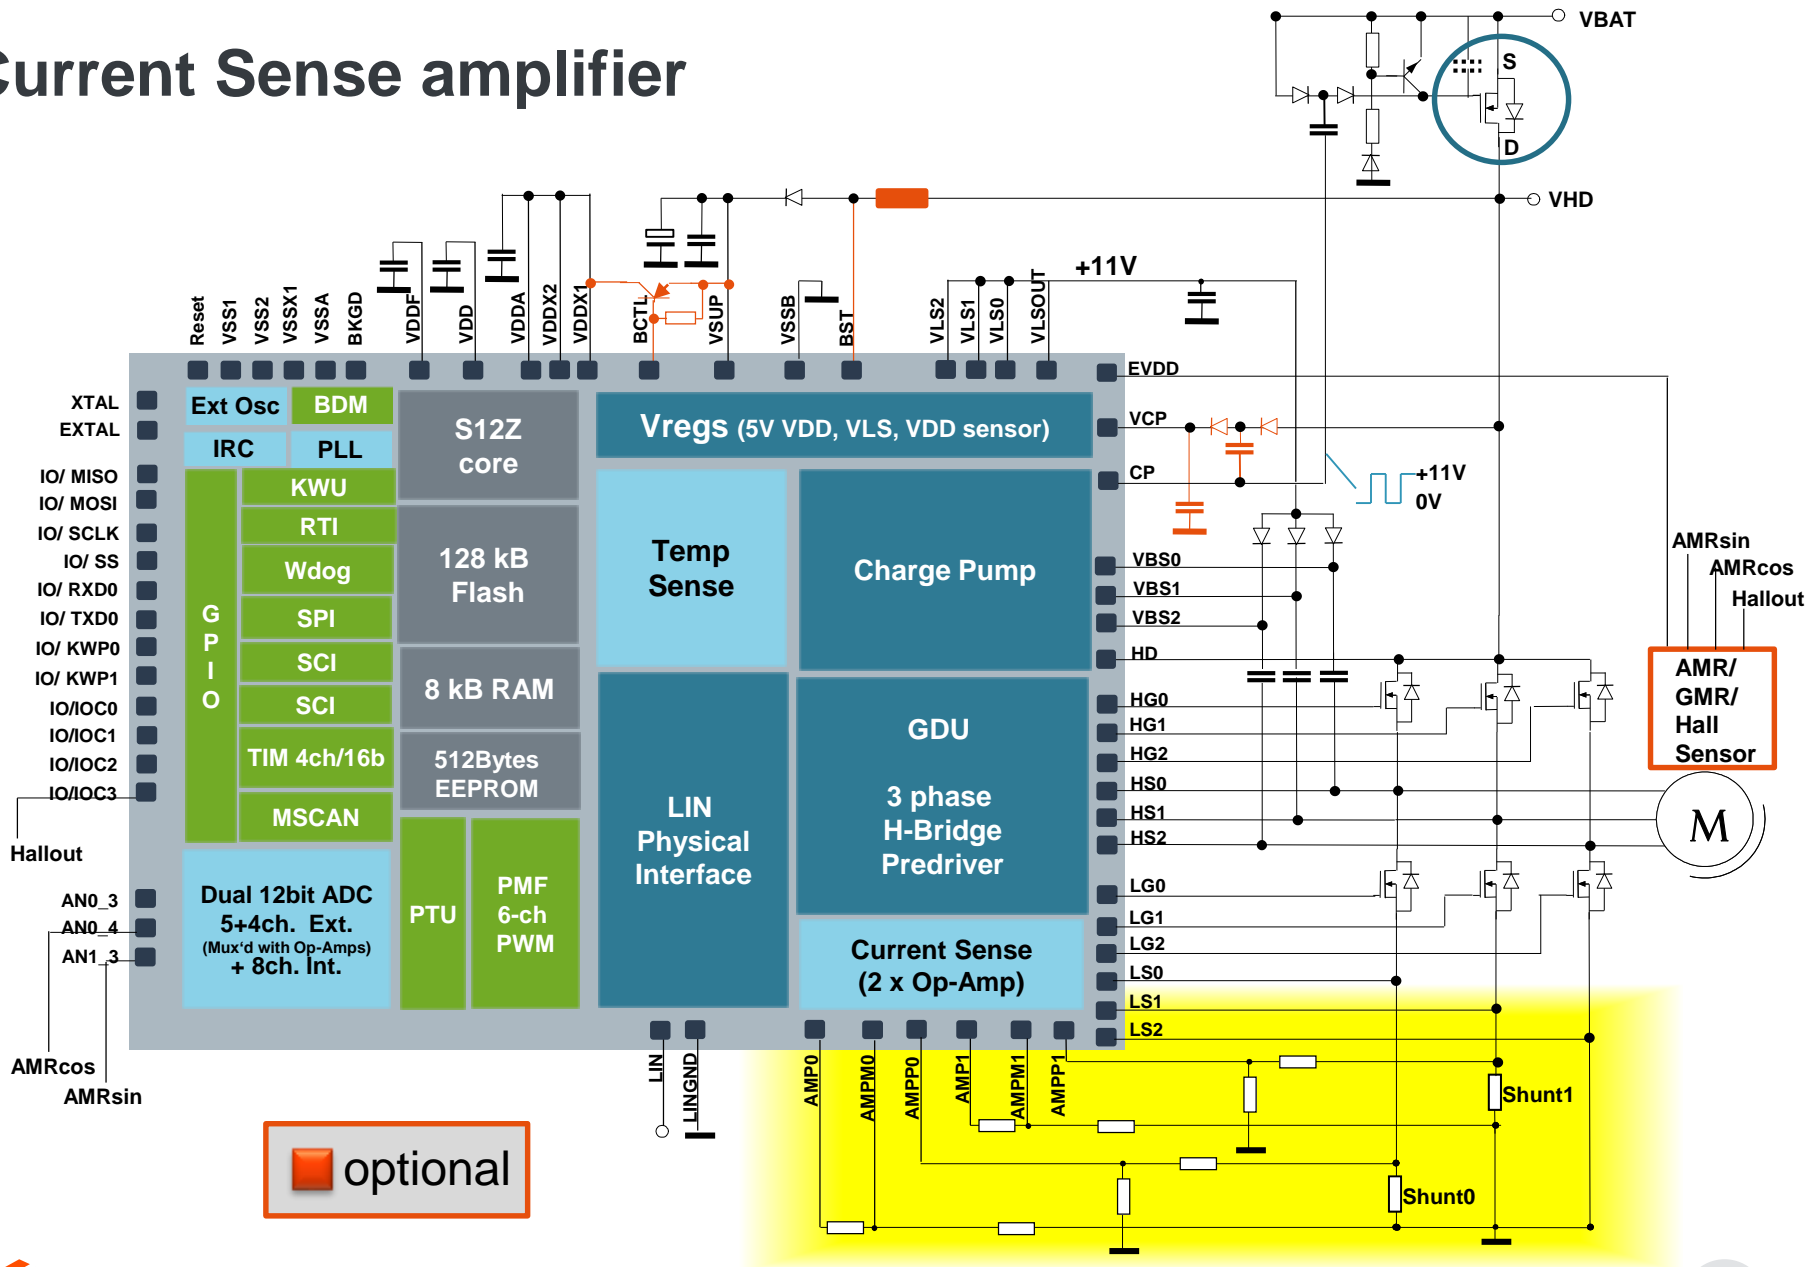 urrent Sense amplifier
VBAT
S
D
VHD
+11V
Reset
VSS1
VSS2
VSSX1
VSSA
BKGD
VDDF
VDD
VDDA
VDDX2
VDDX1
BCTL
VSUP
VSSB
BST
VLS2
VLS1
VLS0
VLSOUT
XTAL
EXTAL
IO/ MISO
IO/ MOSI
IO/ SCLK
IO/ SS
IO/ RXD0
IO/ TXD0
IO/ KWP0
IO/ KWP1
IO/IOC0
IO/IOC1
IO/IOC2
IO/IOC3
Hallout
AN0_3
AN0_4
AN1_3
AMRcos
AMRsin
Ext Osc
BDM
IRC
PLL
KWU
RTI
Wdog
SPI
SCI
SCI
TIM 4ch/16b
MSCAN
G
P
I
O
Dual 12bit ADC
5+4ch. Ext.
(Mux‘d with Op-Amps)
+ 8ch. Int.
S12Z
core
128 kB
Flash
8 kB RAM
512Bytes
EEPROM
PTU
PMF
6-ch
PWM
Vregs (5V VDD, VLS, VDD sensor)
Temp
Sense
Charge Pump
LIN
Physical
Interface
GDU
3 phase
H-Bridge
Predriver
Current Sense
(2 x Op-Amp)
EVDD
VCP
CP
VBS0
VBS1
VBS2
HD
HG0
HG1
HG2
HS0
HS1
HS2
LG0
LG1
LG2
LS0
LS1
LS2
+11V
0V
AMRsin
AMRcos
Hallout
AMR/
GMR/
Hall
Sensor
M
LIN
LINGND
AMP0
AMPM0
AMPP0
AMP1
AMPM1
AMPP1
Shunt1
Shunt0
optional